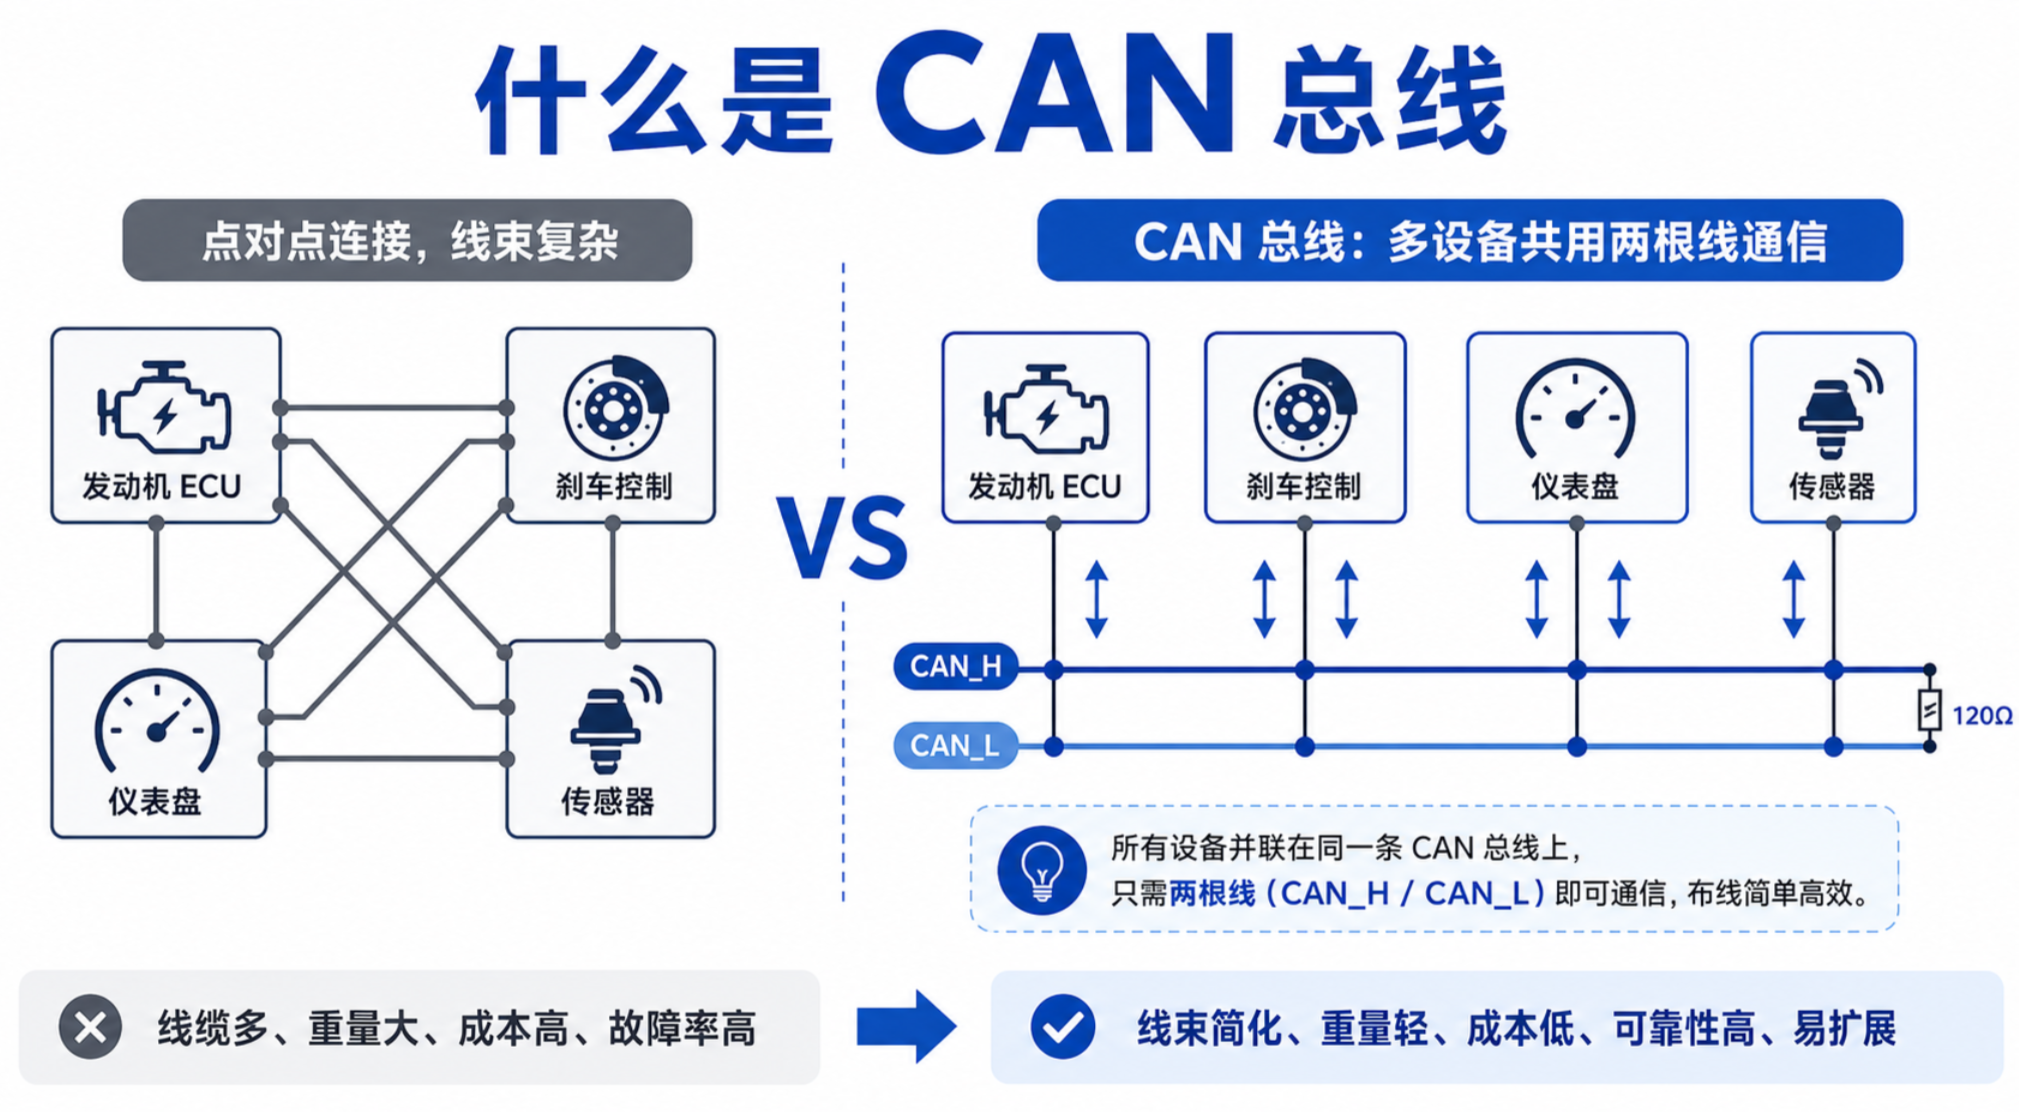 什么是 CAN 总线
点对点连接，线束复杂
发动机 ECU
刹车控制
仪表盘
传感器
VS
CAN 总线：多设备共用两根线通信
发动机 ECU
刹车控制
仪表盘
传感器
CAN_H
CAN_L
120Ω
所有设备并联在同一条 CAN 总线上，
只需两根线（CAN_H / CAN_L）即可通信，布线简单高效。
线缆多、重量大、成本高、故障率高
线束简化、重量轻、成本低、可靠性高、易扩展